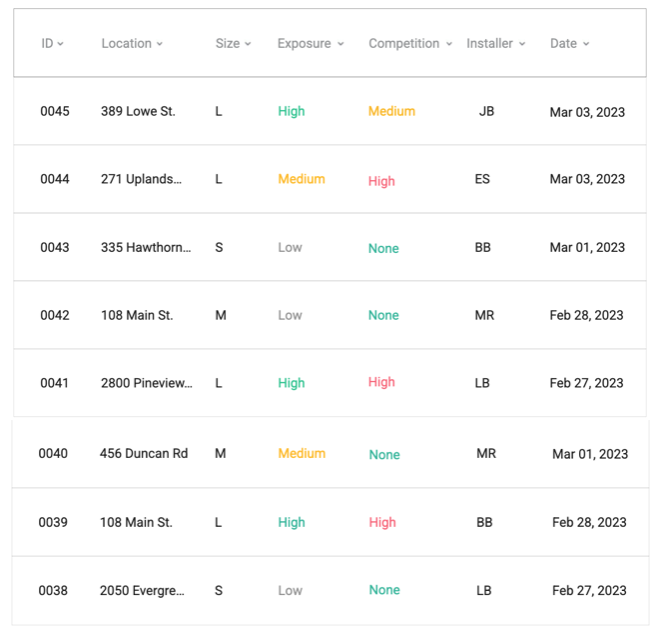 ID Location Size Exposure Competition Installer Date
0045 389 Lowe St. L High Medium JB Mar 03, 2023
0044 271 Uplands... L Medium High ES Mar 03, 2023
0043 335 Hawthorn... S Low None BB Mar 01, 2023
0042 108 Main St. M Low None MR Feb 28, 2023
0041 2800 Pineview... L High High LB Feb 27, 2023
0040 456 Duncan Rd M Medium None MR Mar 01, 2023
0039 108 Main St. L High High BB Feb 28, 2023
0038 2050 Evergre... S Low None LB Feb 27, 2023